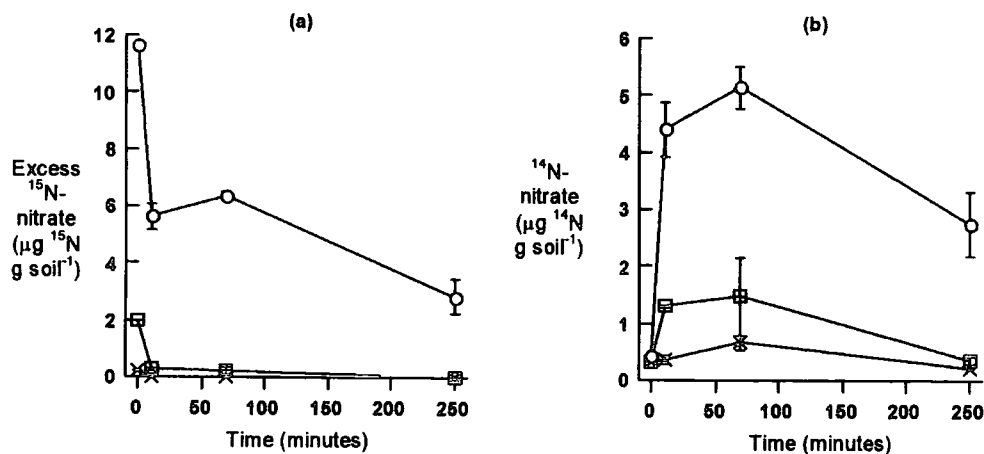 (a)
12
10
8
6
4
2
0
Excess
¹⁵N-
nitrate
(μg ¹⁵N
g soil⁻¹)
0 50 100 150 200 250
Time (minutes)
(b)
6
5
4
3
2
1
0
¹⁴N-
nitrate
(μg ¹⁴N
g soil⁻¹)
0 50 100 150 200 250
Time (minutes)